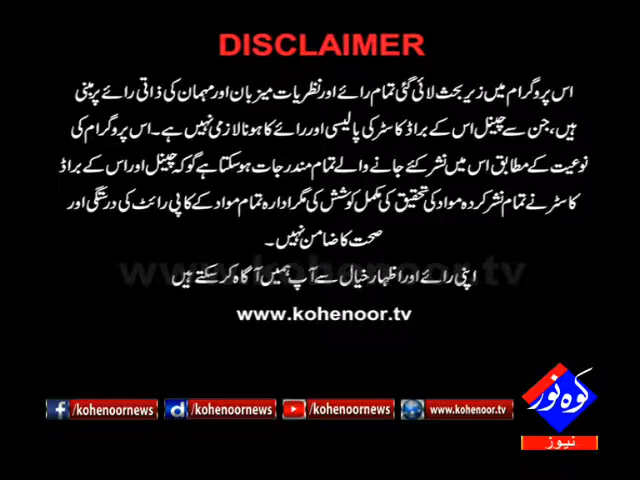 DISCLAIMER
اس پروگرام میں زیر بحث لائی گئی تمام رائے اور نظریات میزبان اور مہمان کی ذاتی رائے پر مبنی
ہیں، جن سے چینل اس کے براڈ کاسٹر کی پالیسی اور رائے کا ہونا لازمی نہیں ہے۔ اس پروگرام کی
نوعیت کے مطابق اس میں نشر کئے جانے والے تمام مندرجات ہوسکتا ہے گو کہ چینل اور اس کے براڈ
کاسٹر نے تمام نشر کردہ مواد کی تحقیق کی مکمل کوشش کی مگر ادارہ تمام مواد کے کاپی رائٹ کی درستگی اور
صحت کا ضامن نہیں۔
www.kohenoor.tv
اپنی رائے اور اظہار خیال سے آپ ہمیں آگاہ کرسکتے ہیں
www.kohenoor.tv
/kohenoornews /kohenoornews /kohenoornews www.kohenoor.tv
کوہ نور
نیوز